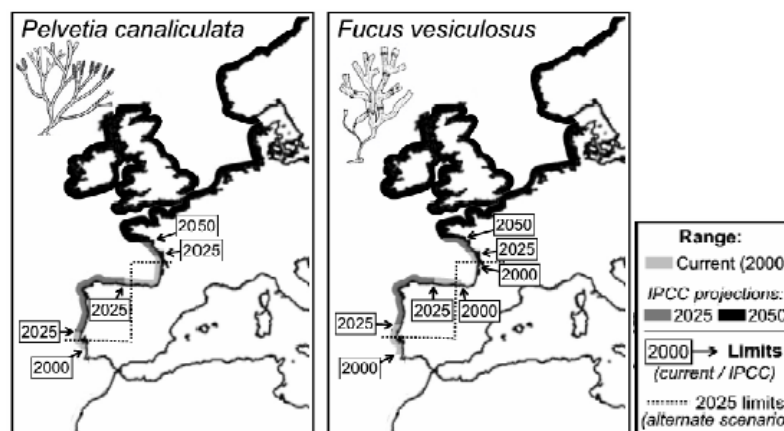 Pelvetia canaliculata
2050
2025
2025
2025
2000
Fucus vesiculosus
2050
2025
2000
2025
2000
2025
2000
Range:
Current (2000
IPCC projections:
2025 2050
2000 Limits
(current / IPCC)
2025 limits
(alternate scenario